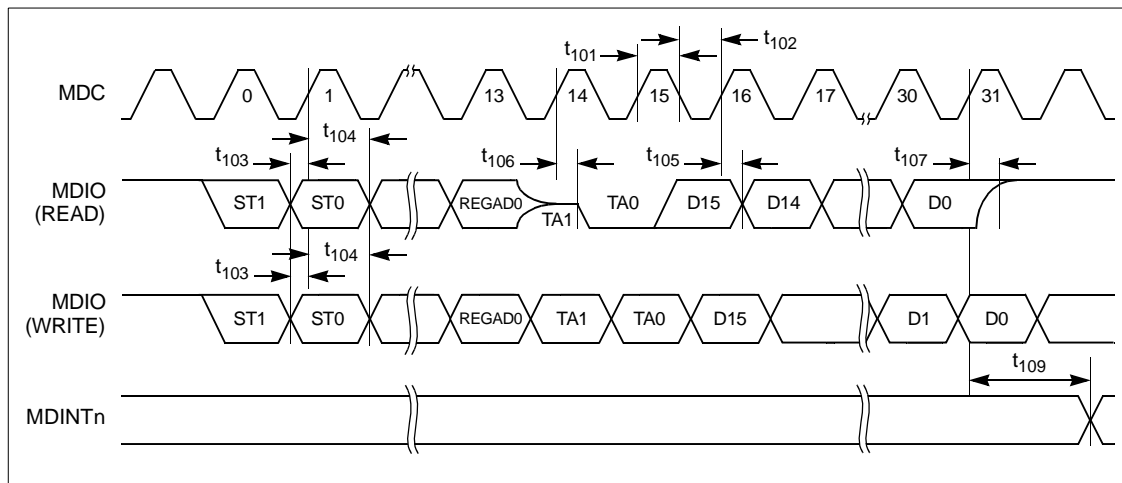 t101 t102
MDC 0 1 13 14 15 16 17 30 31
t103 t104 t106 t105 t107
MDIO
(READ)
ST1 ST0 REGAD0 TA1 TA0 D15 D14 D0
t103 t104
MDIO
(WRITE)
ST1 ST0 REGAD0 TA1 TA0 D15 D1 D0
t109
MDINTn